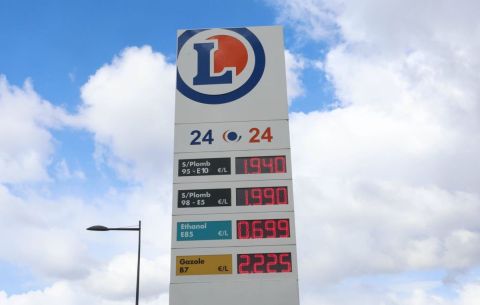 L
24 24
S/Plomb
95-E10 €/L 1.940
S/Plomb
98-E5 €/L 1.990
Ethanol
E85 €/L 0.699
Gazole
B7 €/L 2.225